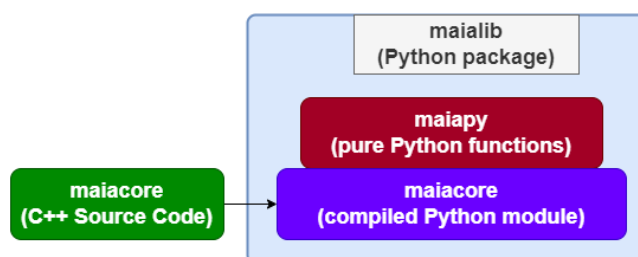 maialib
(Python package)
maiapy
(pure Python functions)
maiacore
(C++ Source Code)
maiacore
(compiled Python module)